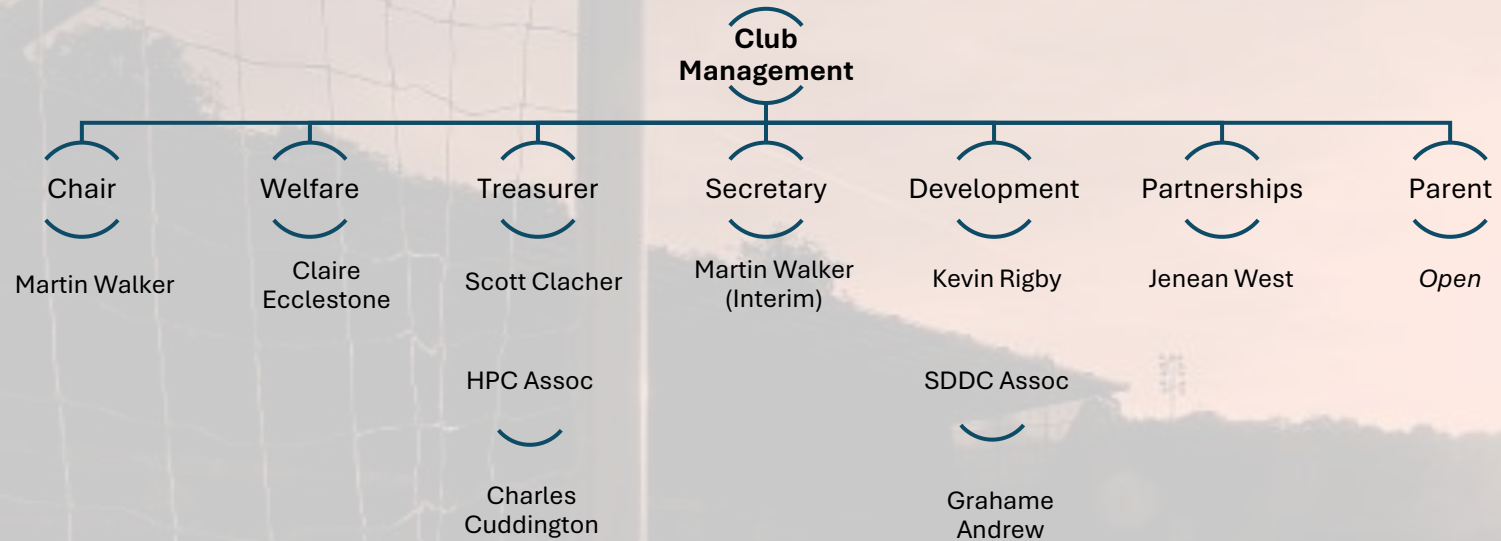 Club
Management
Chair
Welfare
Treasurer
Secretary
Development
Partnerships
Parent
Martin Walker
Claire
Ecclestone
Scott Clacher
Martin Walker
(Interim)
Kevin Rigby
Jenean West
Open
HPC Assoc
SDDC Assoc
Charles
Cuddington
Grahame
Andrew